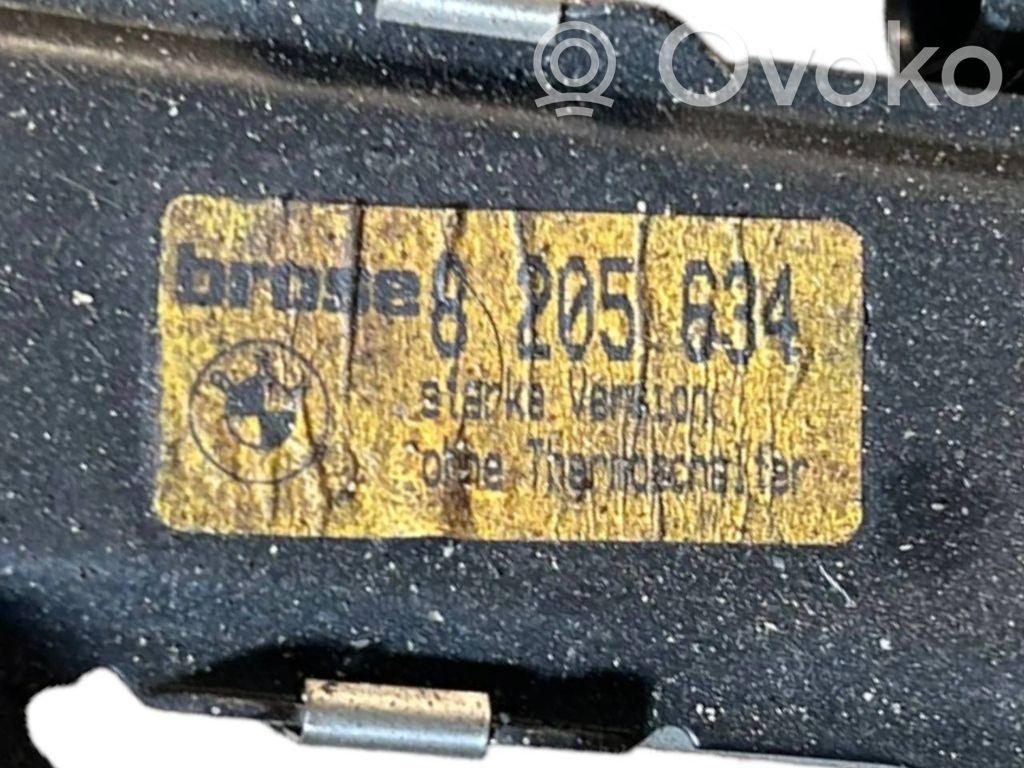 Ovoko
brose 8 205 634
starke Version
ohne Thermoschalter